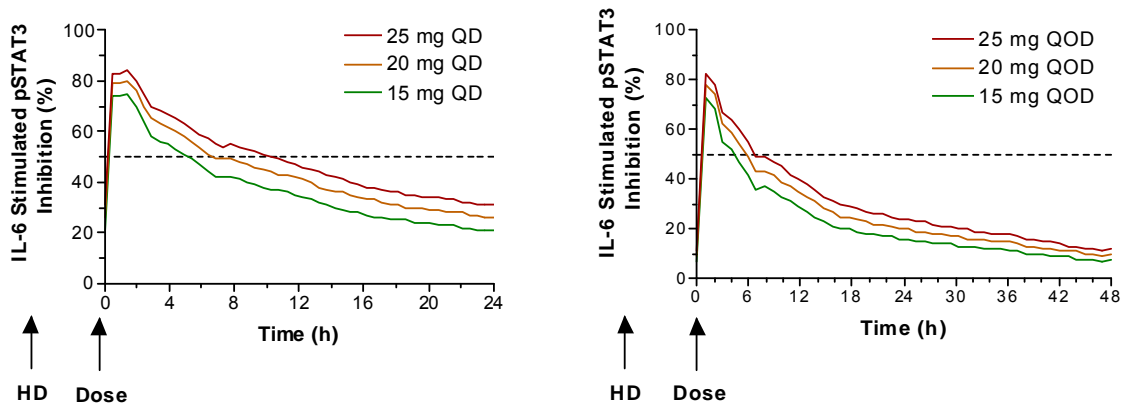 IL-6 Stimulated pSTAT3
Inhibition (%)
100
80
60
40
20
0
25 mg QD
20 mg QD
15 mg QD
0 4 8 12 16 20 24
Time (h)
HD Dose
IL-6 Stimulated pSTAT3
Inhibition (%)
100
80
60
40
20
0
25 mg QOD
20 mg QOD
15 mg QOD
0 6 12 18 24 30 36 42 48
Time (h)
HD Dose